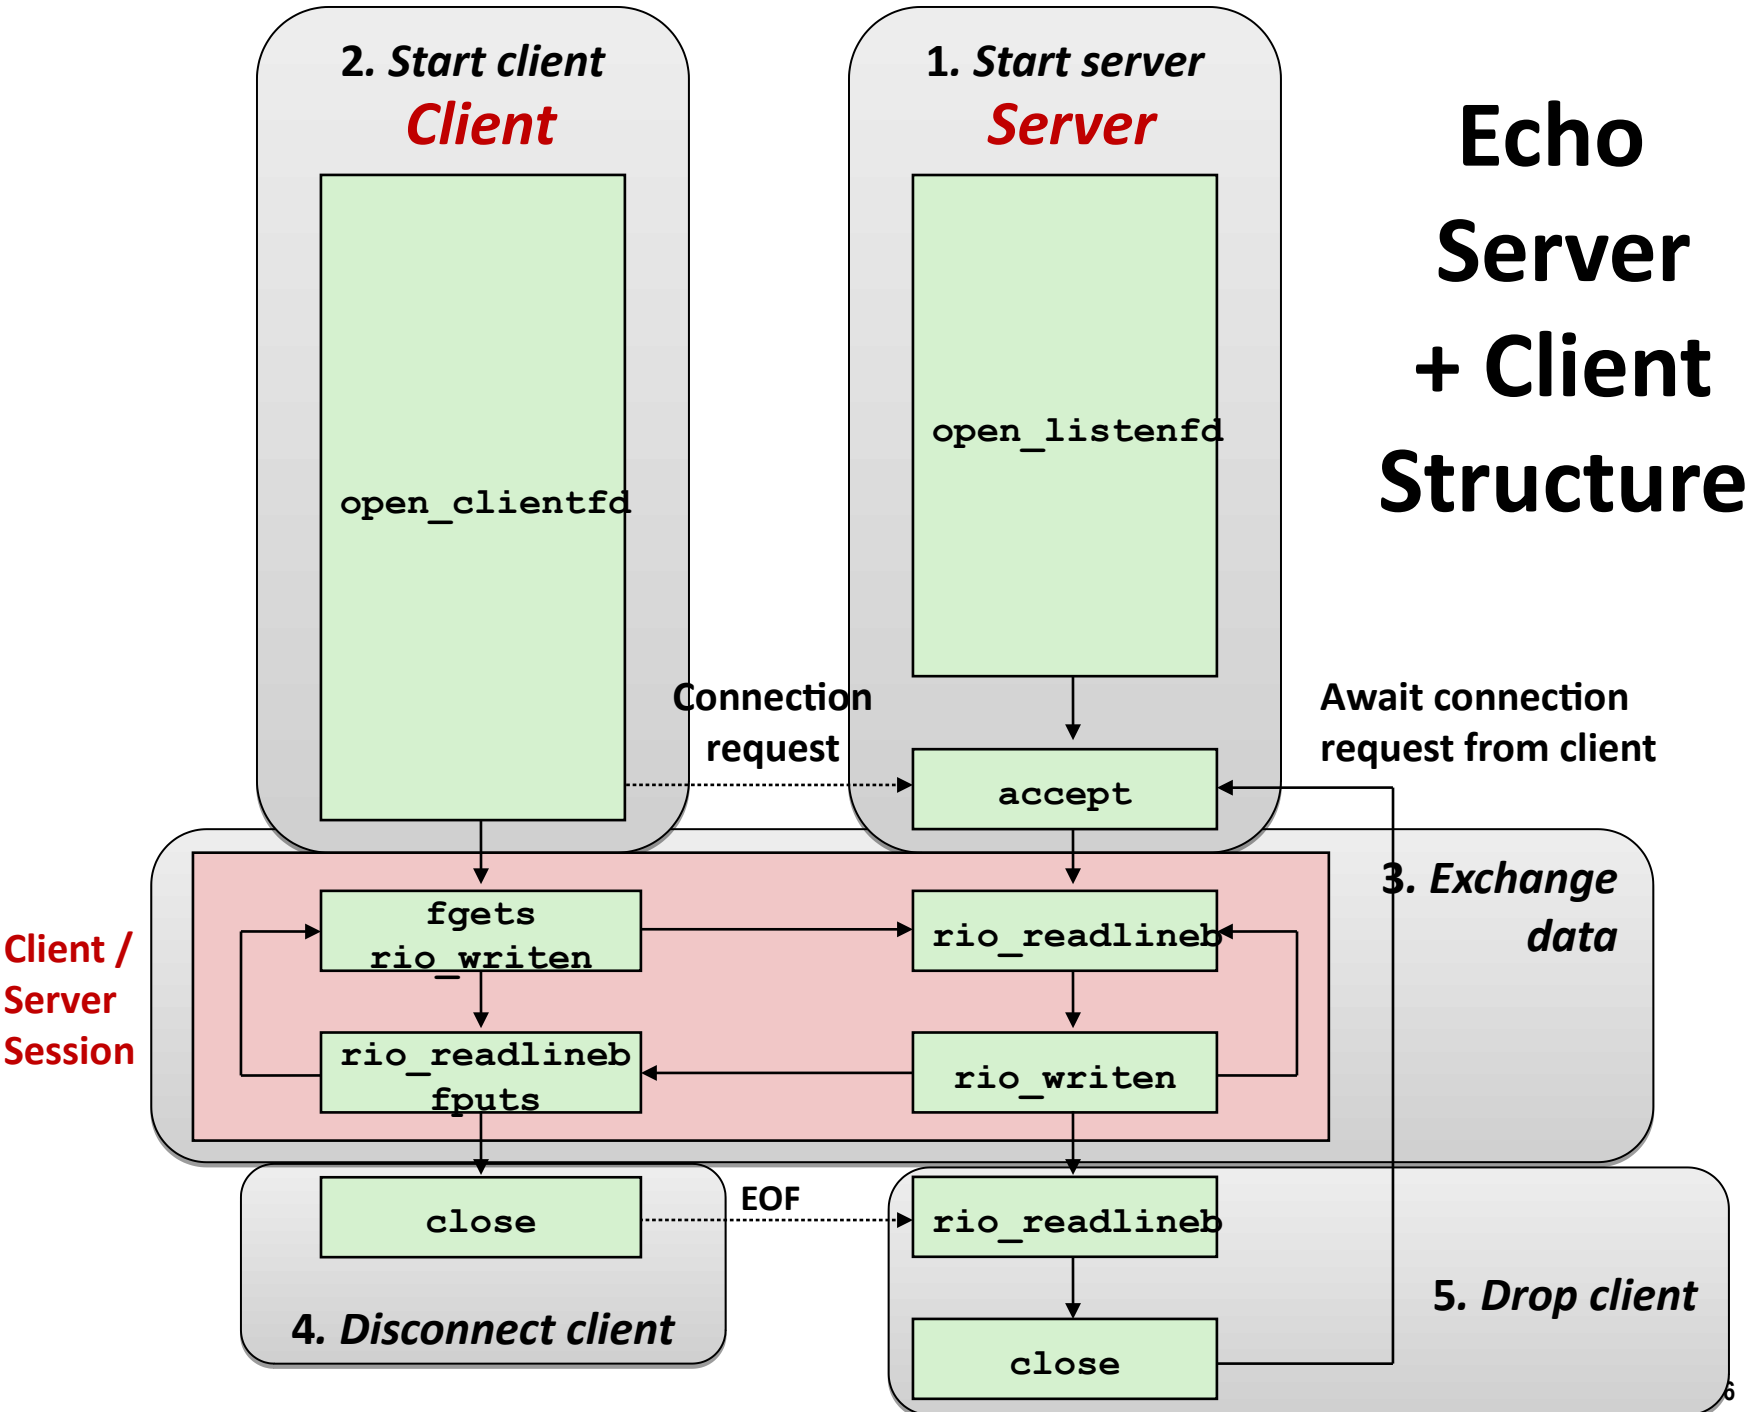 2. Start client
Client
1. Start server
Server
Echo
Server
+ Client
Structure
open_listenfd
open_clientfd
Connection
request
Await connection
request from client
accept
3. Exchange
data
Client /
Server
Session
fgets
rio_writen
rio_readlineb
rio_readlineb
fputs
rio_writen
close
EOF
rio_readlineb
4. Disconnect client
5. Drop client
close
6